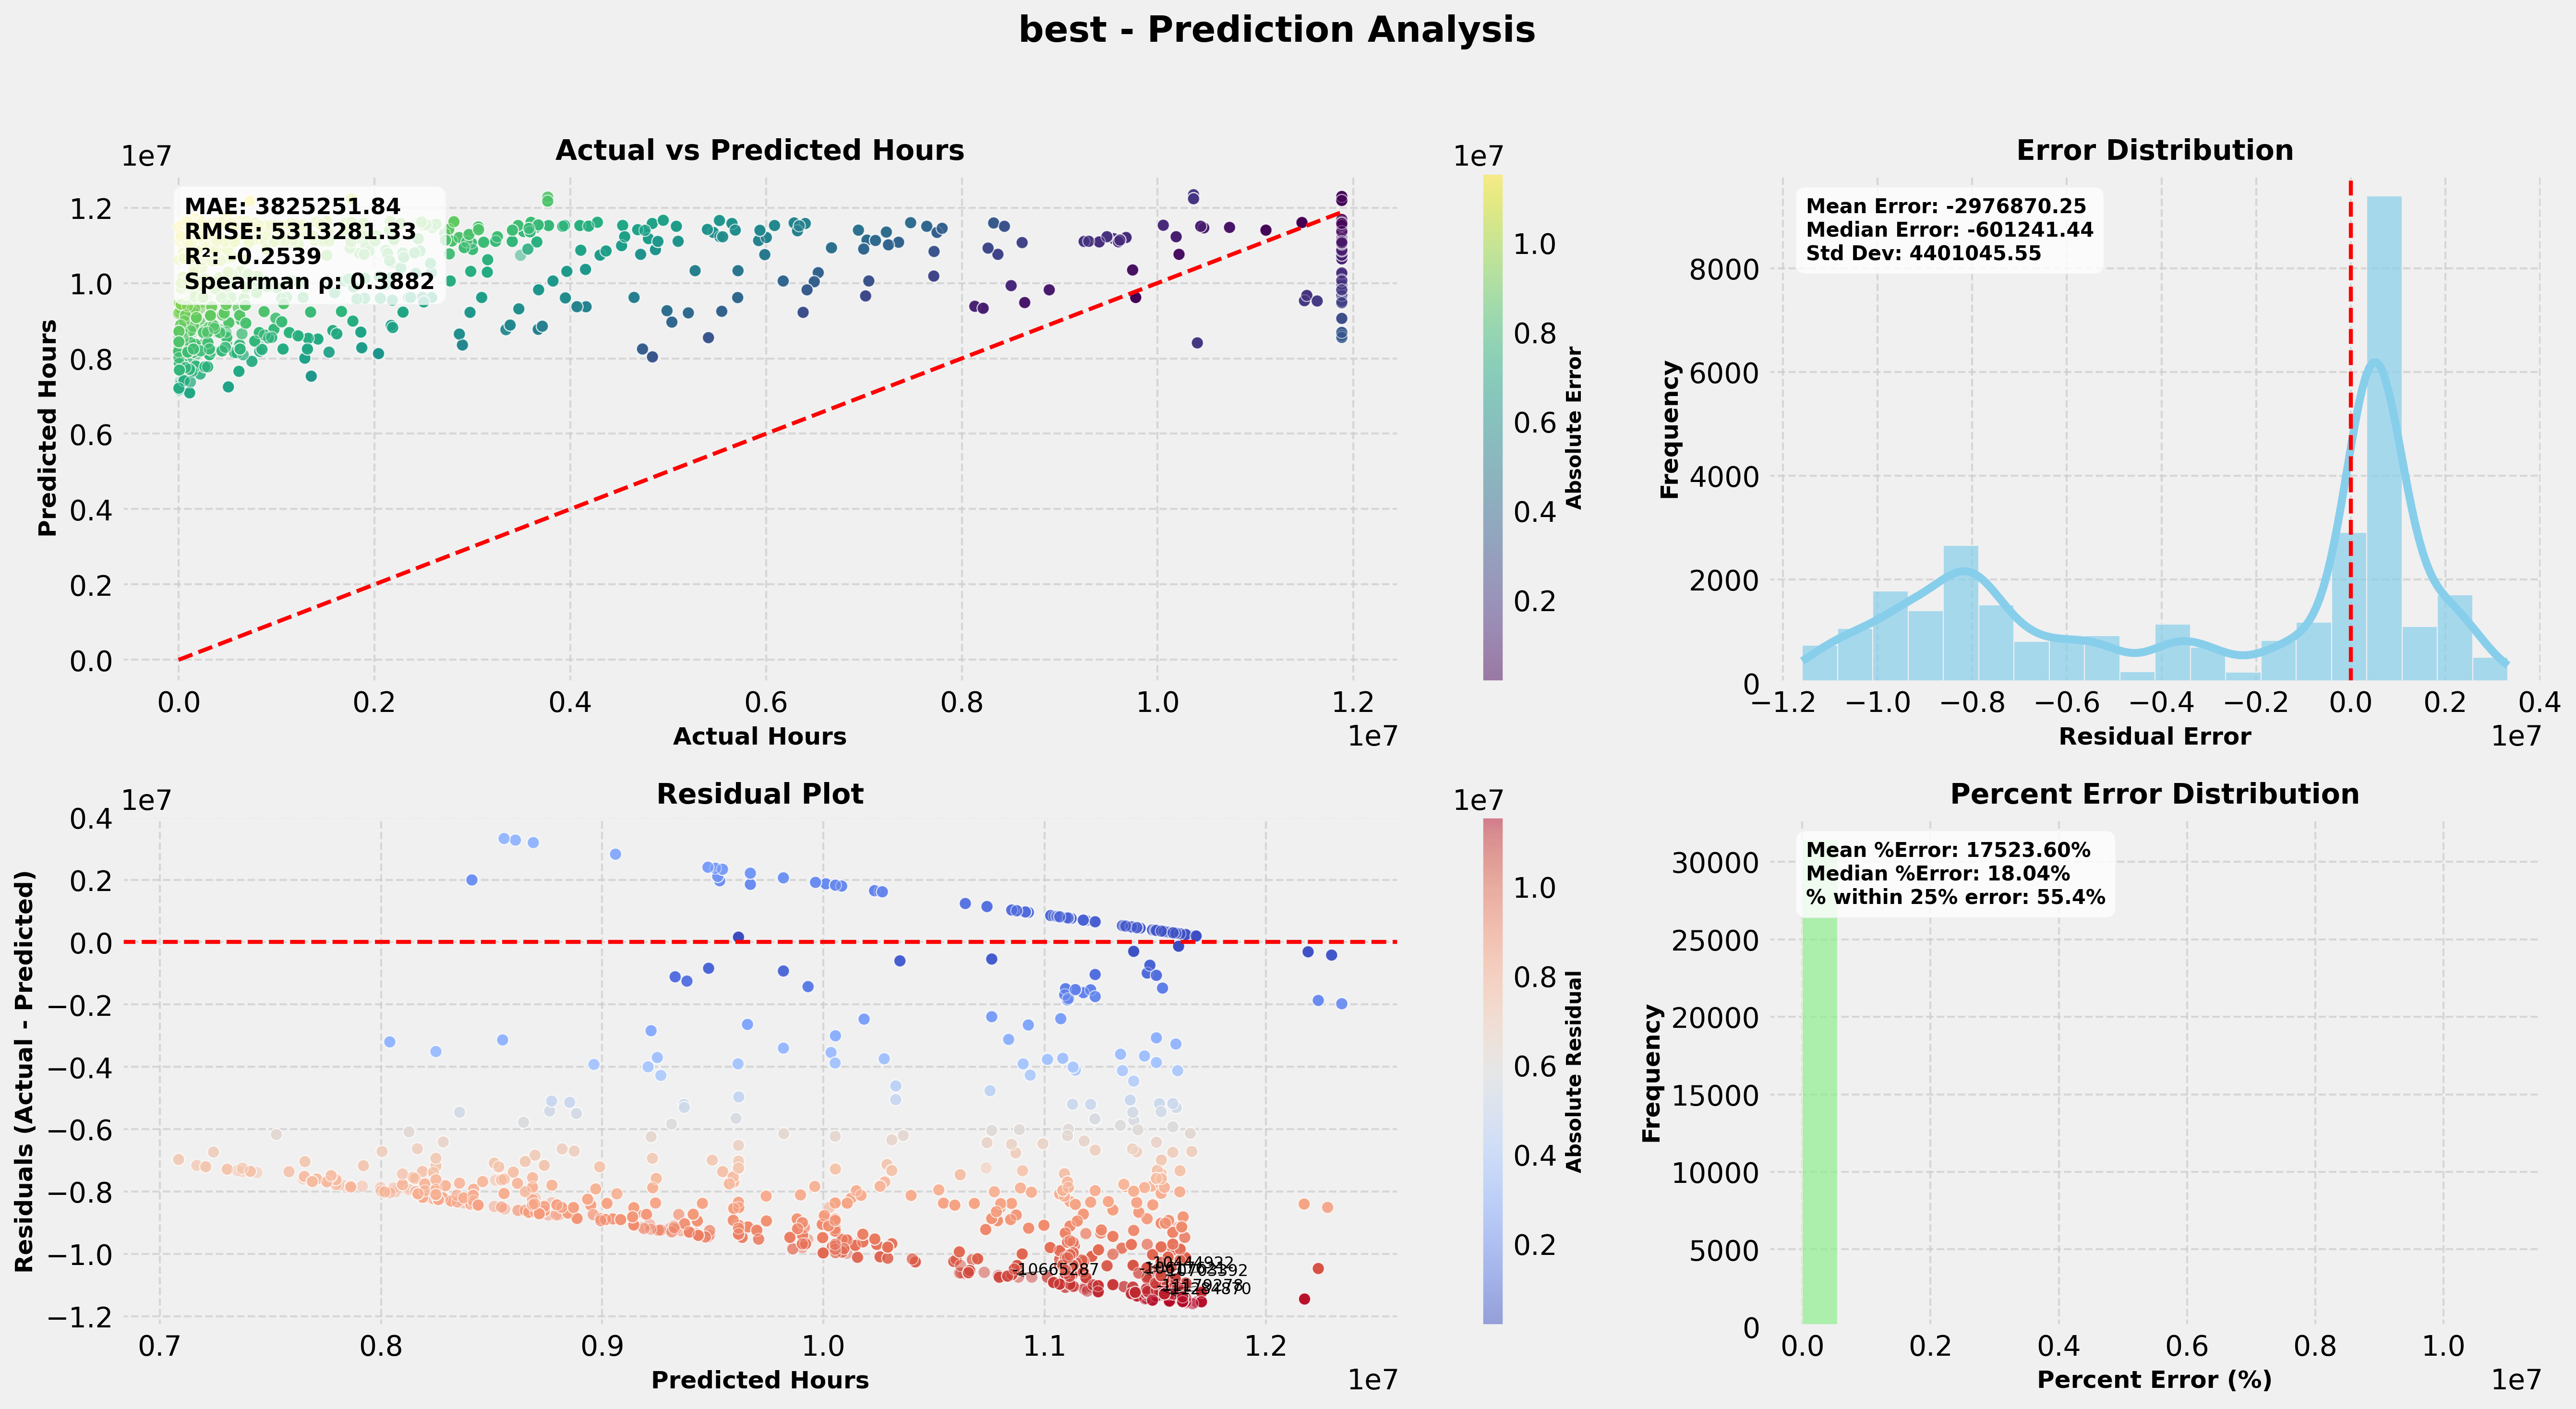 best - Prediction Analysis
Actual vs Predicted Hours
1e7
MAE: 3825251.84
RMSE: 5313281.33
R²: -0.2539
Spearman ρ: 0.3882
1.2
1.0
0.8
0.6
0.4
0.2
0.0
Predicted Hours
0.0 0.2 0.4 0.6 0.8 1.0 1.2
1e7
Actual Hours
1e7
1.0
0.8
0.6
0.4
0.2
Absolute Error
Error Distribution
Mean Error: -2976870.25
Median Error: -601241.44
Std Dev: 4401045.55
8000
6000
4000
2000
0
Frequency
−1.2 −1.0 −0.8 −0.6 −0.4 −0.2 0.0 0.2 0.4
1e7
Residual Error
Residual Plot
1e7
0.4
0.2
0.0
−0.2
−0.4
−0.6
−0.8
−1.0
−1.2
Residuals (Actual - Predicted)
-10665287
0.7 0.8 0.9 1.0 1.1 1.2
1e7
Predicted Hours
1e7
1.0
0.8
0.6
0.4
0.2
Absolute Residual
Percent Error Distribution
Mean %Error: 17523.60%
Median %Error: 18.04%
% within 25% error: 55.4%
30000
25000
20000
15000
10000
5000
0
Frequency
0.0 0.2 0.4 0.6 0.8 1.0
1e7
Percent Error (%)